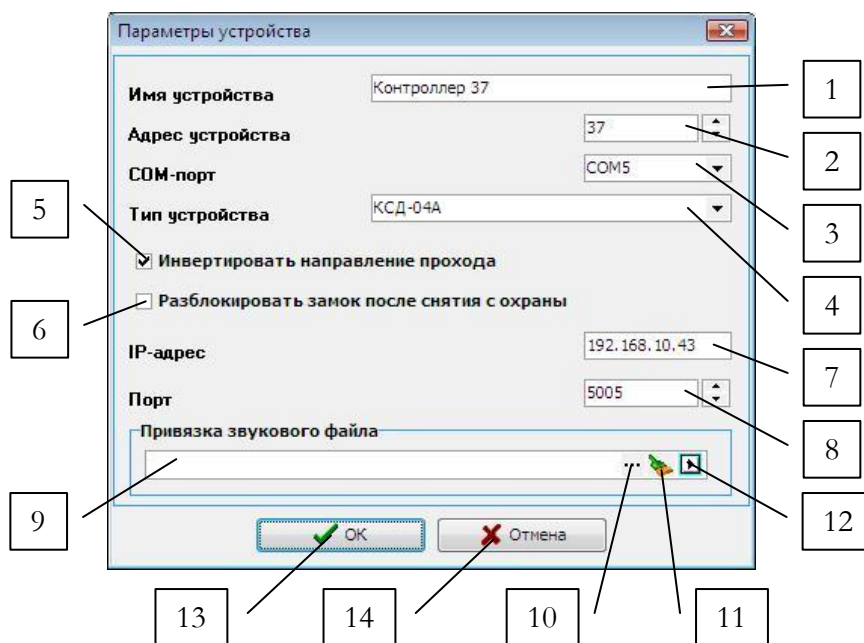 Параметры устройства
Имя устройства Контроллер 37 1
Адрес устройства 37 2
COM-порт COM5 3
Тип устройства КСД-04А 4
5 Инвертировать направление прохода
6 Разблокировать замок после снятия с охраны
IP-адрес 192.168.10.43 7
Порт 5005 8
Привязка звукового файла
9 ... 12
OK Отмена
13 14 10 11